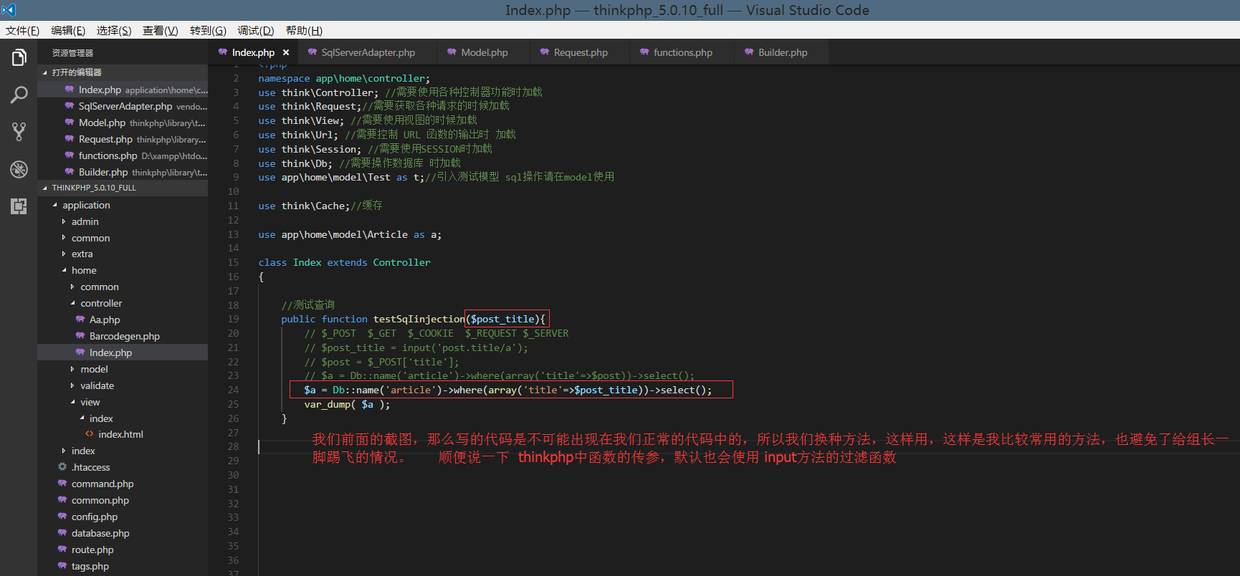 Index.php — thinkphp_5.0.10_full — Visual Studio Code
文件(F) 编辑(E) 选择(S) 查看(V) 转到(G) 调试(D) 帮助(H)
资源管理器
打开的编辑器
Index.php application\home\c...
SqlServerAdapter.php vendo...
Model.php thinkphp\library\t...
Request.php thinkphp\library...
functions.php D:\xampp\htdo...
Builder.php thinkphp\library\t...
THINKPHP_5.0.10_FULL
application
admin
common
extra
home
common
controller
Aa.php
Barcodegen.php
Index.php
model
validate
view
index
index.html
index
.htaccess
command.php
common.php
config.php
database.php
route.php
tags.php
Index.php × SqlServerAdapter.php Model.php Request.php functions.php Builder.php
1 <?php
2 namespace app\home\controller;
3 use think\Controller; //需要使用各种控制器功能时加载
4 use think\Request;//需要获取各种请求的时候加载
5 use think\View; //需要使用视图的时候加载
6 use think\Url; //需要控制 URL 函数的输出时 加载
7 use think\Session; //需要使用SESSION时加载
8 use think\Db; //需要操作数据库 时加载
9 use app\home\model\Test as t;//引入测试模型 sql操作请在model使用
10
11 use think\Cache;//缓存
12
13 use app\home\model\Article as a;
14
15 class Index extends Controller
16 {
17
18 //测试查询
19 public function testSqlinjection($post_title){
20 // $_POST $_GET $_COOKIE $_REQUEST $_SERVER
21 // $post_title = input('post.title/a');
22 // $post = $_POST['title'];
23 // $a = Db::name('article')->where(array('title'=>$post))->select();
24 $a = Db::name('article')->where(array('title'=>$post_title))->select();
25 var_dump( $a );
26 }
27
我们前面的截图，那么写的代码是不可能出现在我们正常的代码中的，所以我们换种方法，这样用，这样是我比较常用的方法，也避免了给组长一
28
脚踢飞的情况。 顺便说一下 thinkphp中函数的传参，默认也会使用 input方法的过滤函数
29
30
31
32
33
34
35
36
37